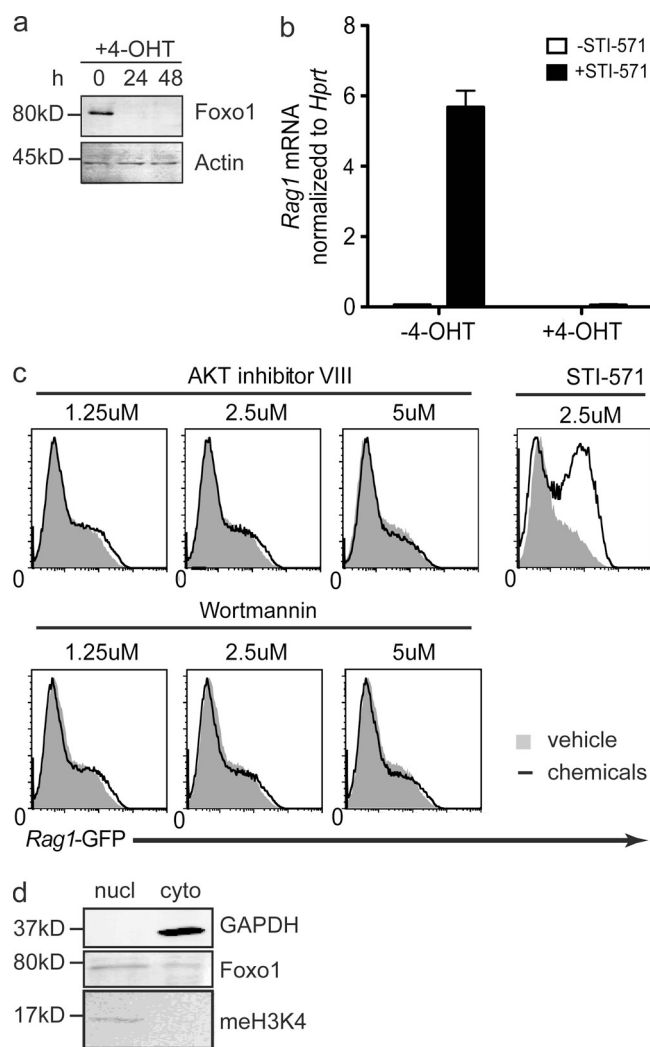 a
+4-OHT
h 0 24 48
80kD Foxo1
45kD Actin
b
-STI-571
+STI-571
Rag1 mRNA
normalizedd to Hprt
8
6
4
2
0
-4-OHT +4-OHT
c
AKT inhibitor VIII STI-571
1.25uM 2.5uM 5uM 2.5uM
0 0 0 0
Wortmannin
1.25uM 2.5uM 5uM
vehicle
chemicals
0 0 0
Rag1-GFP
d
nucl cyto
37kD GAPDH
80kD Foxo1
17kD meH3K4